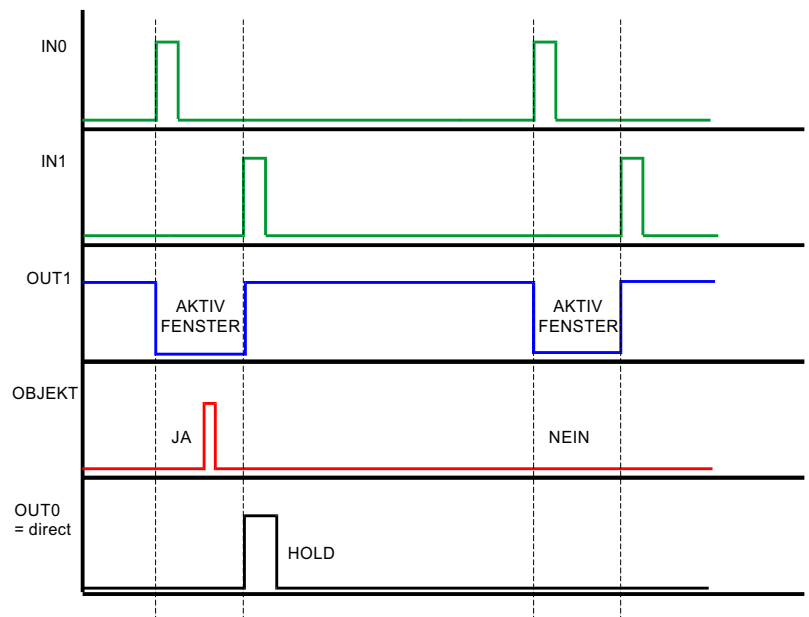 IN0
IN1
OUT1
AKTIV
FENSTER
AKTIV
FENSTER
OBJEKT
JA
NEIN
OUT0
= direct
HOLD